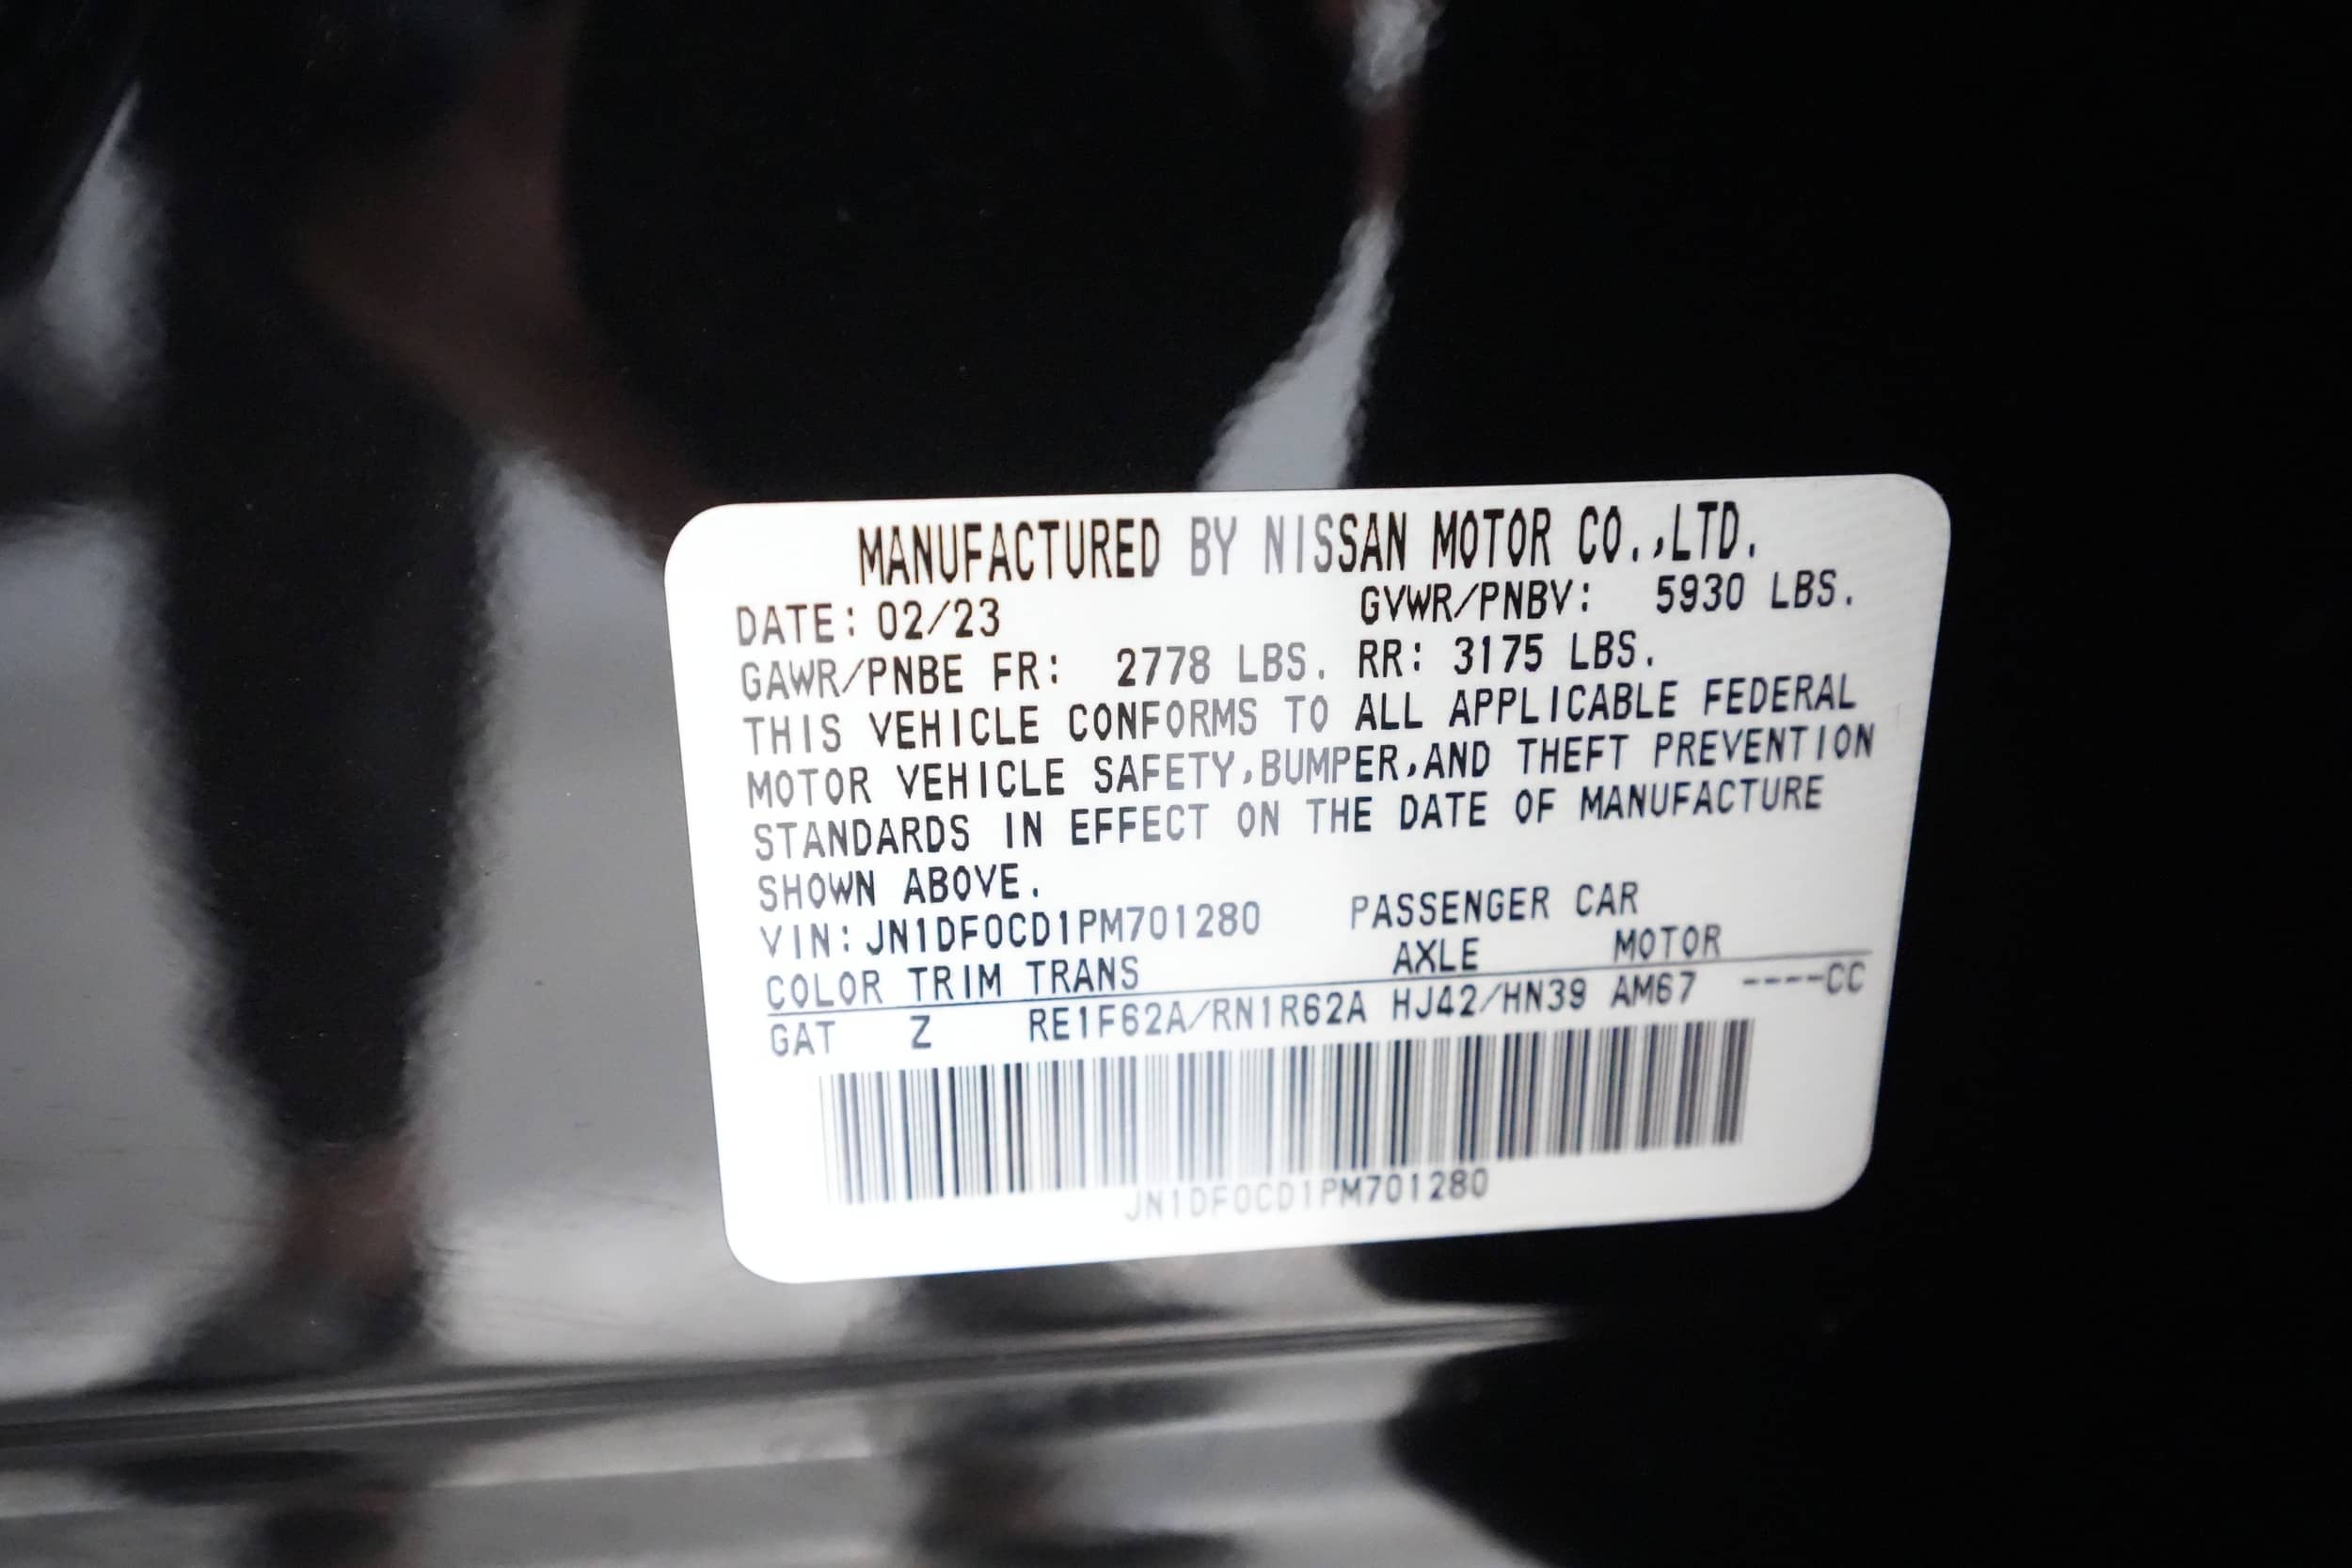 MANUFACTURED BY NISSAN MOTOR CO.,LTD.
DATE: 02/23 GVWR/PNBV: 5930 LBS.
GAWR/PNBE FR: 2778 LBS. RR: 3175 LBS.
THIS VEHICLE CONFORMS TO ALL APPLICABLE FEDERAL
MOTOR VEHICLE SAFETY,BUMPER,AND THEFT PREVENTION
STANDARDS IN EFFECT ON THE DATE OF MANUFACTURE
SHOWN ABOVE.
VIN:JN1DF0CD1PM701280 PASSENGER CAR
COLOR TRIM TRANS AXLE MOTOR
GAT Z RE1F62A/RN1R62A HJ42/HN39 AM67 ----CC
JN1DF0CD1PM701280